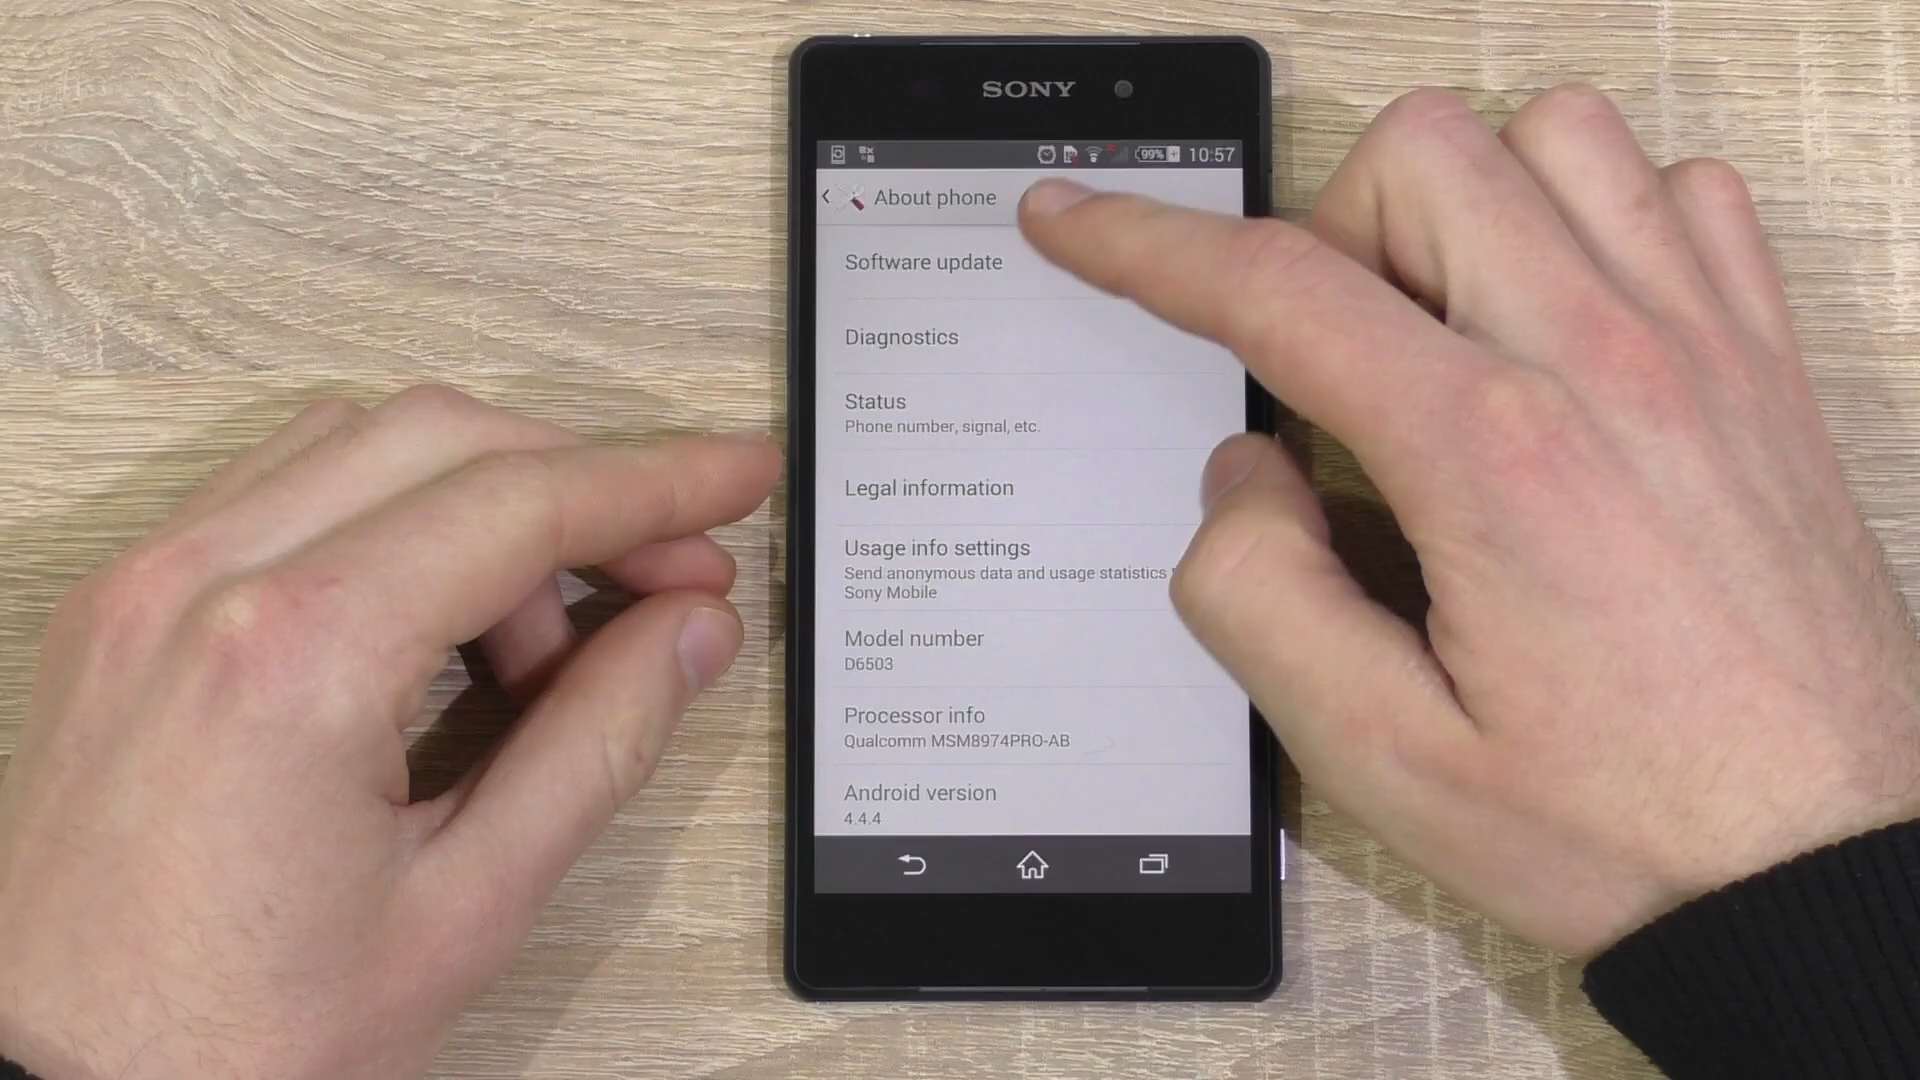 SONY
99% 10:57
About phone
Software update
Diagnostics
Status
Phone number, signal, etc.
Legal information
Usage info settings
Send anonymous data and usage statistics
Sony Mobile
Model number
D6503
Processor info
Qualcomm MSM8974PRO-AB
Android version
4.4.4